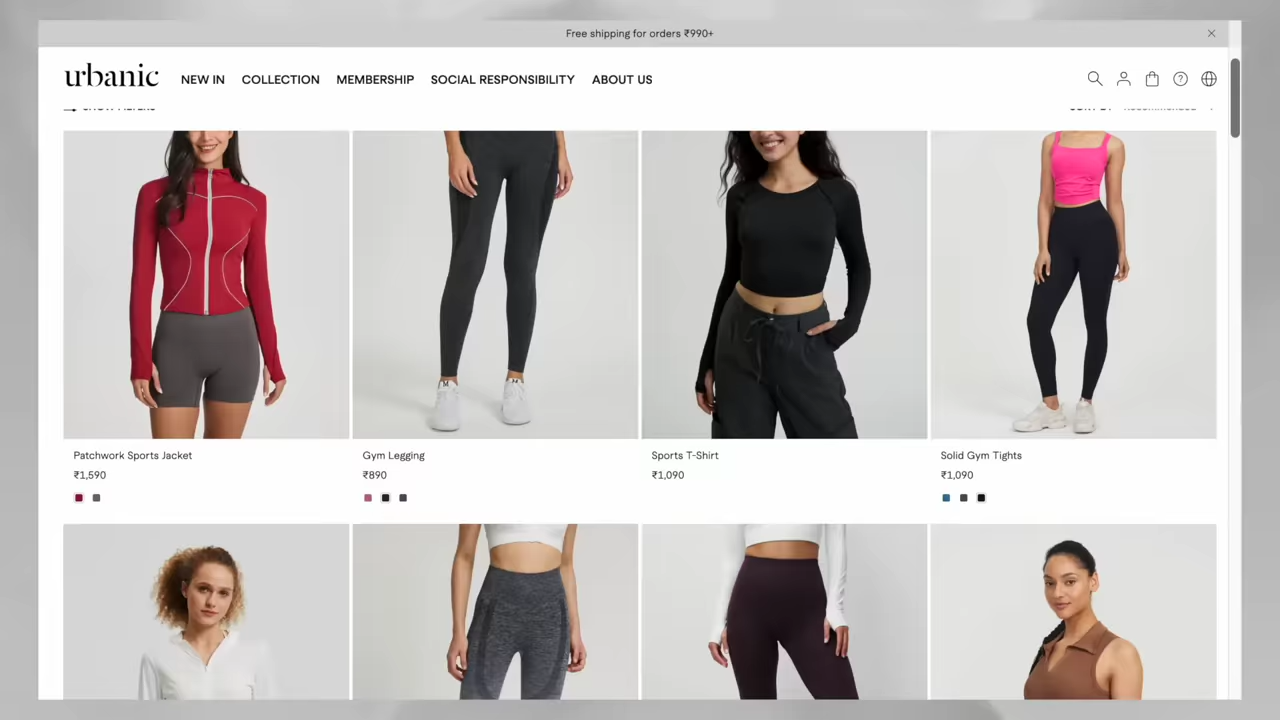 Free shipping for orders ₹990+
urbanic NEW IN COLLECTION MEMBERSHIP SOCIAL RESPONSIBILITY ABOUT US
Patchwork Sports Jacket
₹1,590
Gym Legging
₹890
Sports T-Shirt
₹1,090
Solid Gym Tights
₹1,090